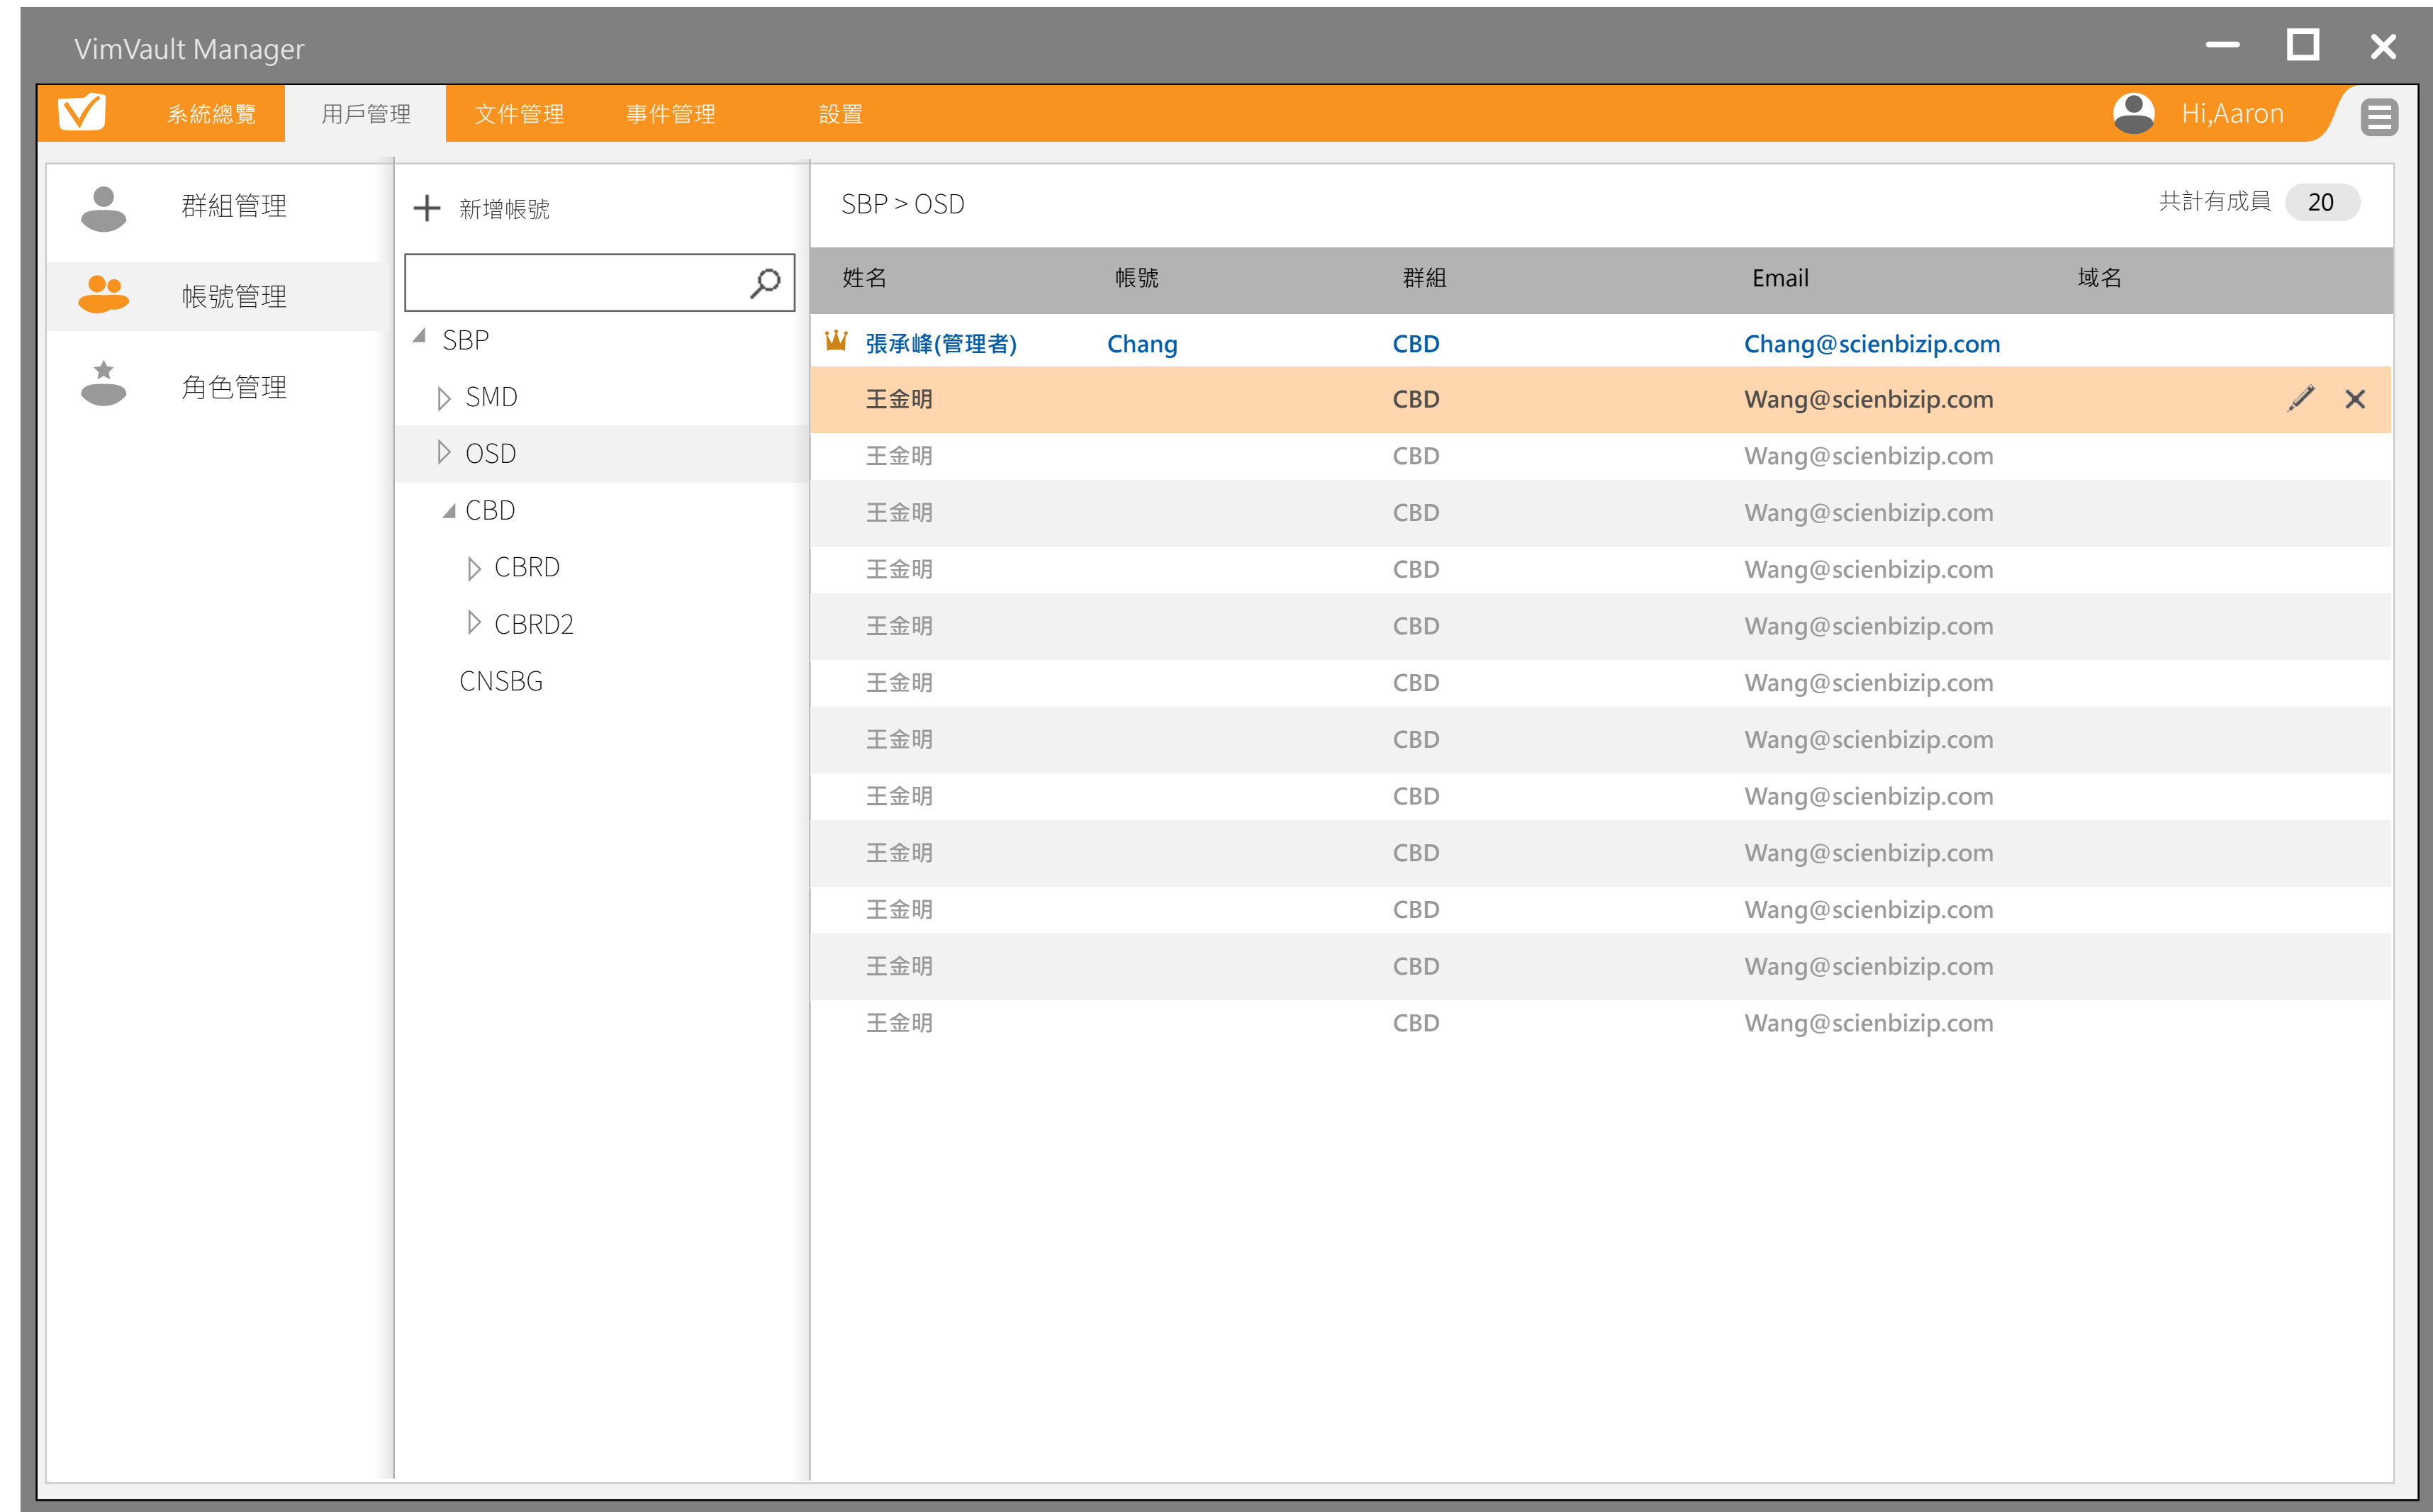 VimVault Manager
系統總覽 用戶管理 文件管理 事件管理 設置 Hi,Aaron
群組管理
帳號管理
角色管理
新增帳號
SBP
SMD
OSD
CBD
CBRD
CBRD2
CNSBG
SBP > OSD 共計有成員 20
姓名 帳號 群組 Email 域名
張承峰(管理者) Chang CBD Chang@scienbizip.com
王金明 CBD Wang@scienbizip.com
王金明 CBD Wang@scienbizip.com
王金明 CBD Wang@scienbizip.com
王金明 CBD Wang@scienbizip.com
王金明 CBD Wang@scienbizip.com
王金明 CBD Wang@scienbizip.com
王金明 CBD Wang@scienbizip.com
王金明 CBD Wang@scienbizip.com
王金明 CBD Wang@scienbizip.com
王金明 CBD Wang@scienbizip.com
王金明 CBD Wang@scienbizip.com
王金明 CBD Wang@scienbizip.com